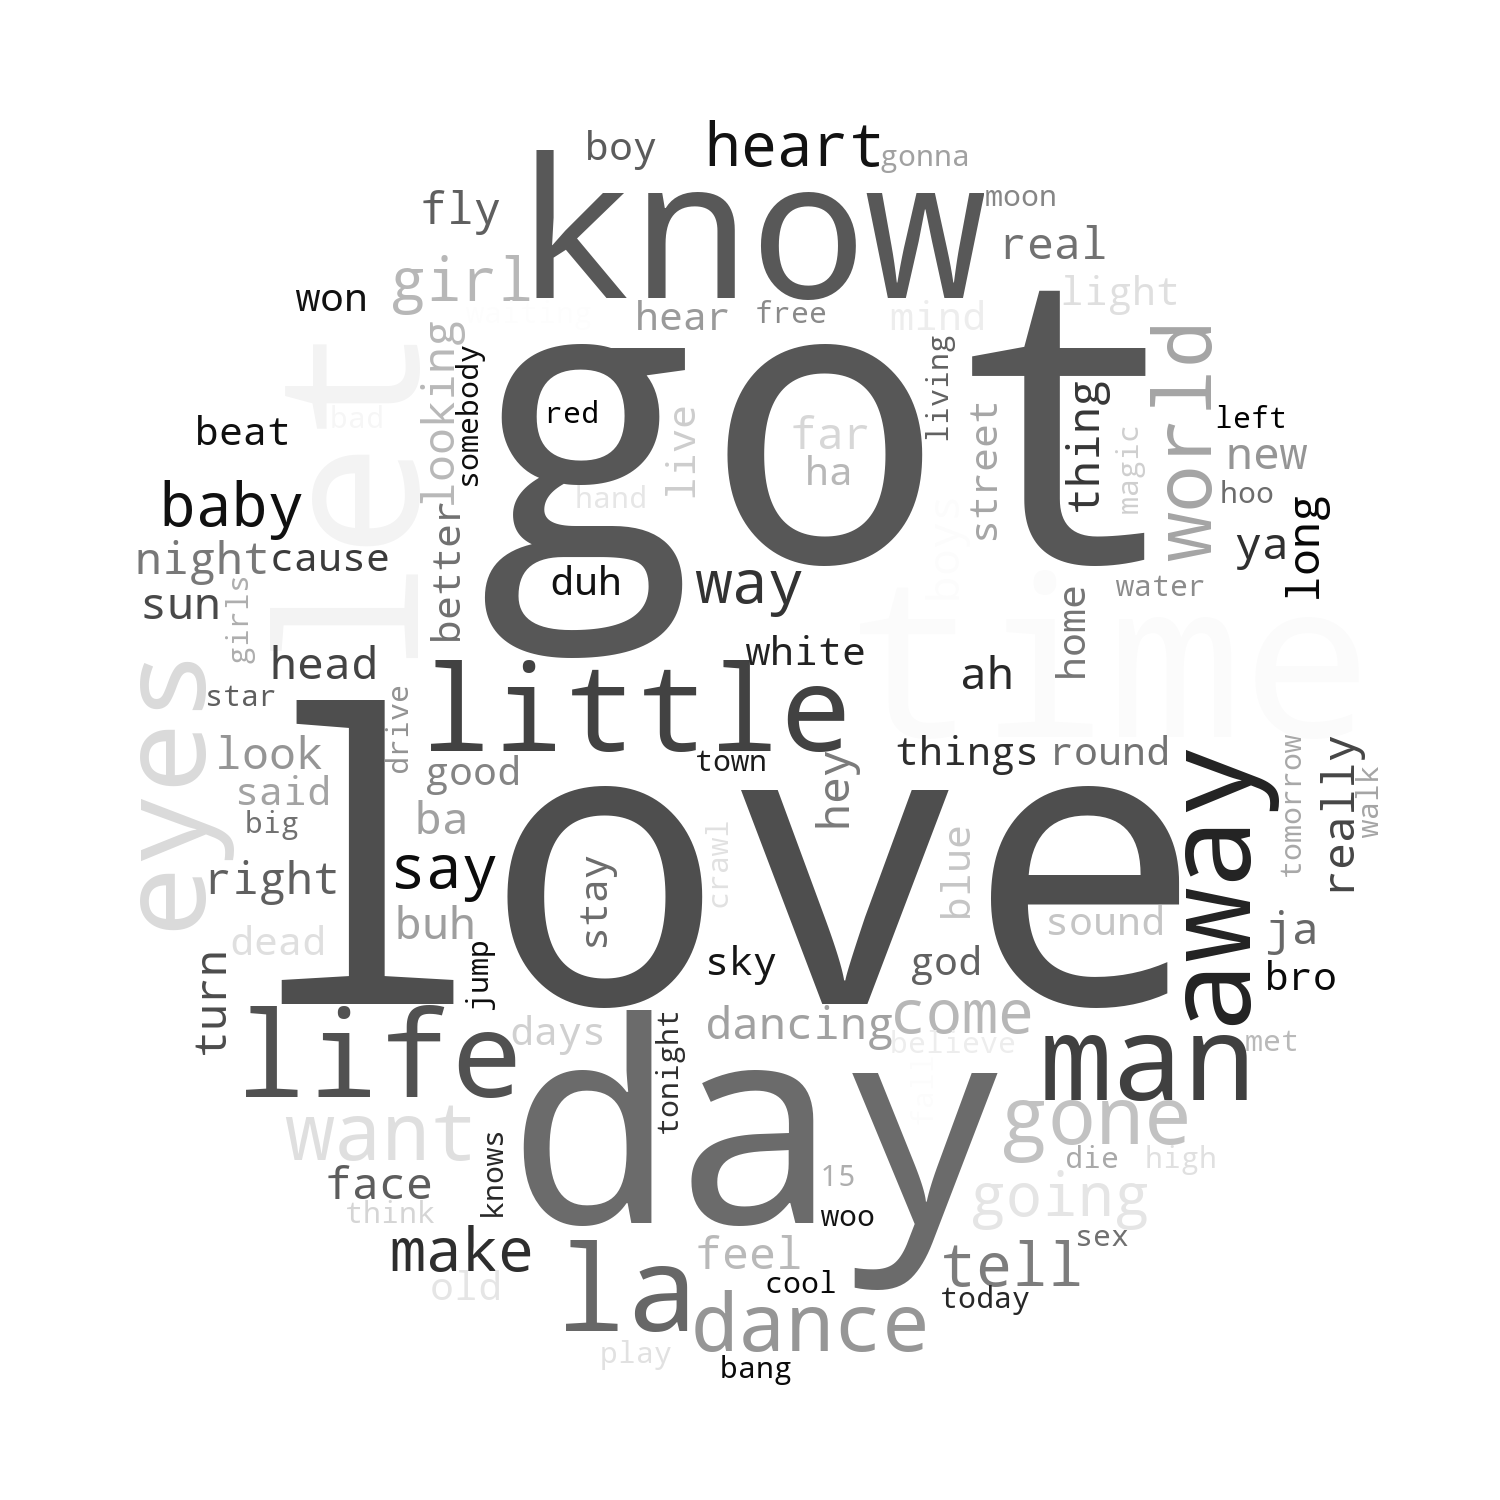 boy
heart
gonna
know
fly
moon
real
girl
won
light
waiting
hear
free
mind
got
let
looking
somebody
bad
red
live
far
ha
living
street
thing
magic
world
left
new
hoo
beat
baby
hand
boys
ya
long
night
cause
better
duh
way
water
sun
girls
home
time
head
white
ah
little
eyes
star
drive
look
good
town
hey
things
round
away
tomorrow
really
walk
said
big
ba
love
right
say
stay
crawl
blue
sound
buh
dead
ja
jump
sky
god
bro
turn
life
days
tonight
dancing
come
believe
man
met
day
fall
want
gone
knows
die
high
face
15
going
think
woo
make
la
feel
tell
sex
old
cool
today
dance
play
bang